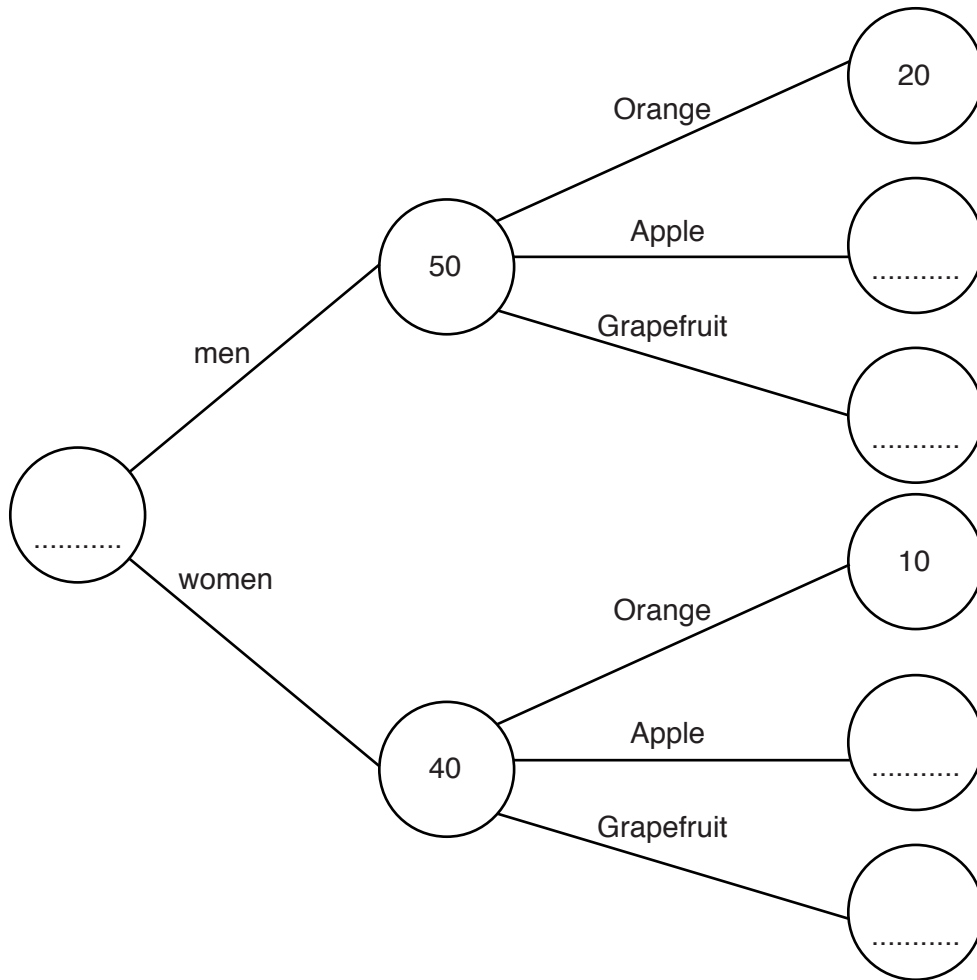 20
Orange
Apple
...........
50
Grapefruit
men
...........
...........
10
women
Orange
Apple
...........
40
Grapefruit
...........